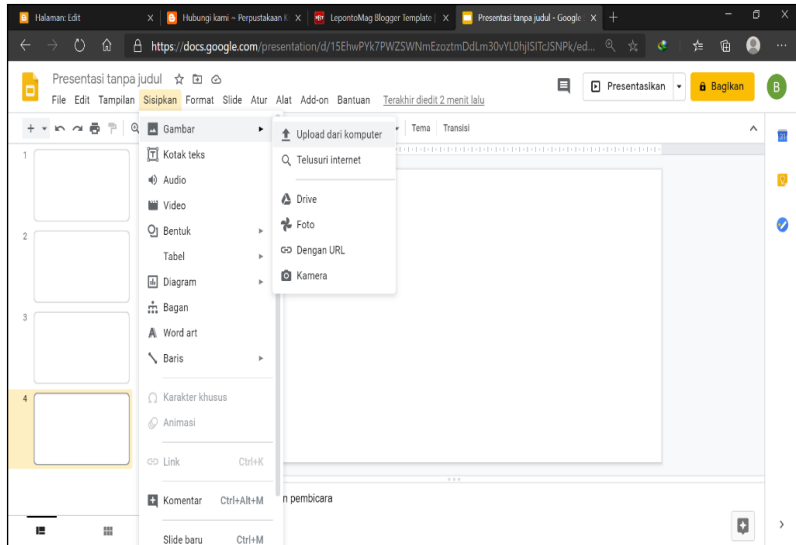 Halaman: Edit
Hubungi kami ~ Perpustakaan K
LepontoMag Blogger Template |
Presentasi tanpa judul - Google
https://docs.google.com/presentation/d/15EhwPYk7PWZSWNmEzoztmDdLm30vYL0hjISITcJSNPk/ed...
Presentasi tanpa judul
Presentasikan
Bagikan
B
File Edit Tampilan Sisipkan Format Slide Atur Alat Add-on Bantuan Terakhir diedit 2 menit lalu
Tema Transisi
Gambar
Kotak teks
Audio
Video
Bentuk
Tabel
Diagram
Bagan
Word art
Baris
Karakter khusus
Animasi
Link Ctrl+K
Komentar Ctrl+Alt+M
Slide baru Ctrl+M
Upload dari komputer
Telusuri internet
Drive
Foto
Dengan URL
Kamera
1
2
3
4
n pembicara